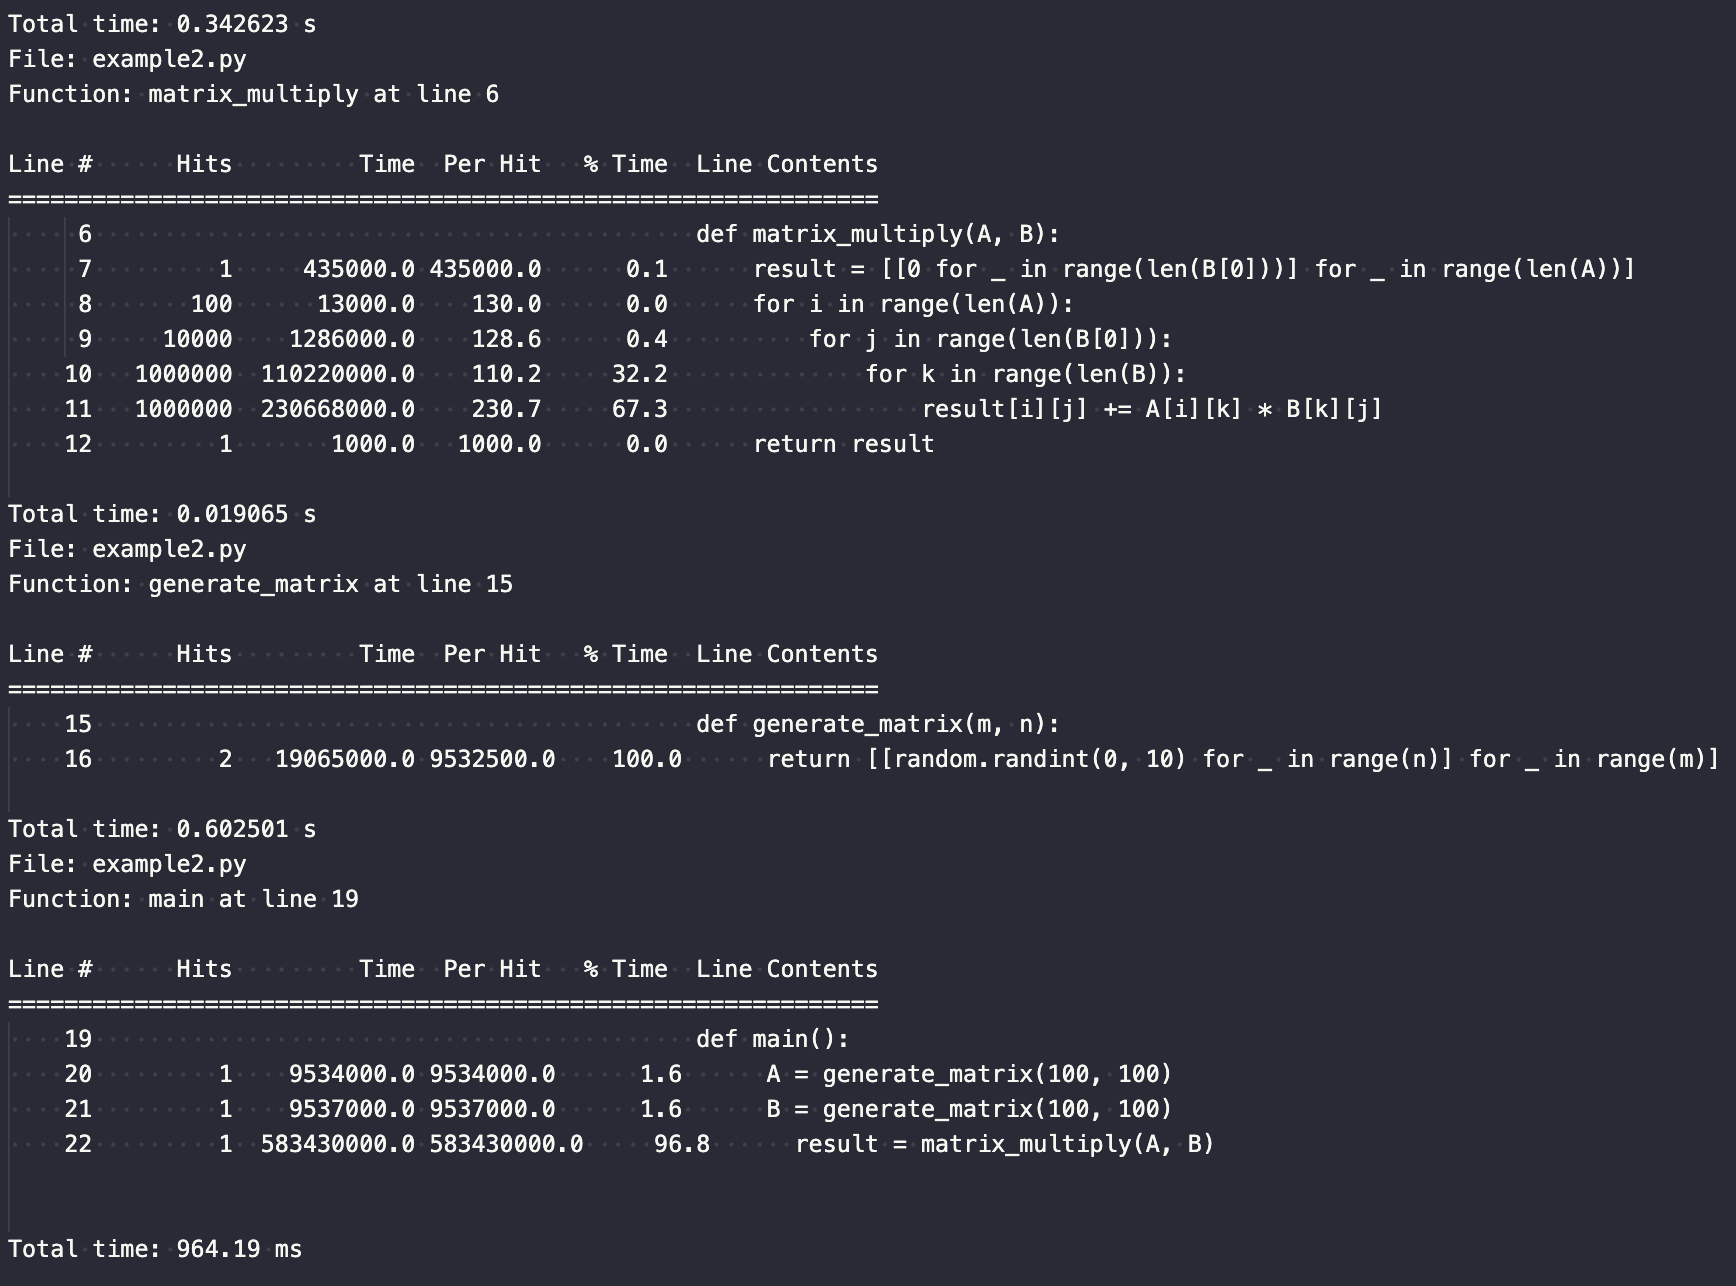 Total time: 0.342623 s
File: example2.py
Function: matrix_multiply at line 6

Line #      Hits         Time  Per Hit   % Time  Line Contents
==============================================================
     6                                           def matrix_multiply(A, B):
     7         1     435000.0 435000.0      0.1      result = [[0 for _ in range(len(B[0]))] for _ in range(len(A))]
     8       100      13000.0    130.0      0.0      for i in range(len(A)):
     9     10000    1286000.0    128.6      0.4          for j in range(len(B[0])):
    10   1000000  110220000.0    110.2     32.2              for k in range(len(B)):
    11   1000000  230668000.0    230.7     67.3                  result[i][j] += A[i][k] * B[k][j]
    12         1       1000.0   1000.0      0.0      return result

Total time: 0.019065 s
File: example2.py
Function: generate_matrix at line 15

Line #      Hits         Time  Per Hit   % Time  Line Contents
==============================================================
    15                                           def generate_matrix(m, n):
    16         2   19065000.0 9532500.0    100.0      return [[random.randint(0, 10) for _ in range(n)] for _ in range(m)]

Total time: 0.602501 s
File: example2.py
Function: main at line 19

Line #      Hits         Time  Per Hit   % Time  Line Contents
==============================================================
    19                                           def main():
    20         1    9534000.0 9534000.0      1.6      A = generate_matrix(100, 100)
    21         1    9537000.0 9537000.0      1.6      B = generate_matrix(100, 100)
    22         1  583430000.0 583430000.0     96.8      result = matrix_multiply(A, B)

Total time: 964.19 ms